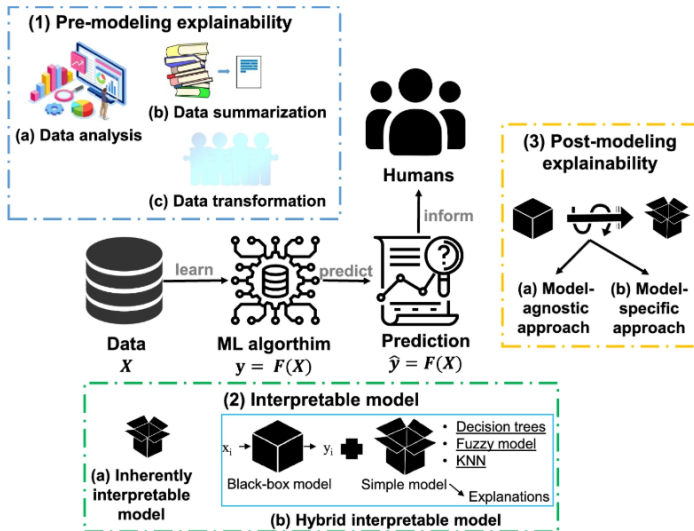 (1) Pre-modeling explainability
(b) Data summarization
(a) Data analysis
(c) Data transformation
Humans
inform
(3) Post-modeling
explainability
(a) Model-
agnostic
approach
(b) Model-
specific
approach
learn
predict
?
Data
X
ML algorthim
y = F(X)
Prediction
ŷ = F(X)
(2) Interpretable model
(a) Inherently
interpretable
model
xᵢ
yᵢ
Black-box model
Simple model
• Decision trees
• Fuzzy model
• KNN
Explanations
(b) Hybrid interpretable model